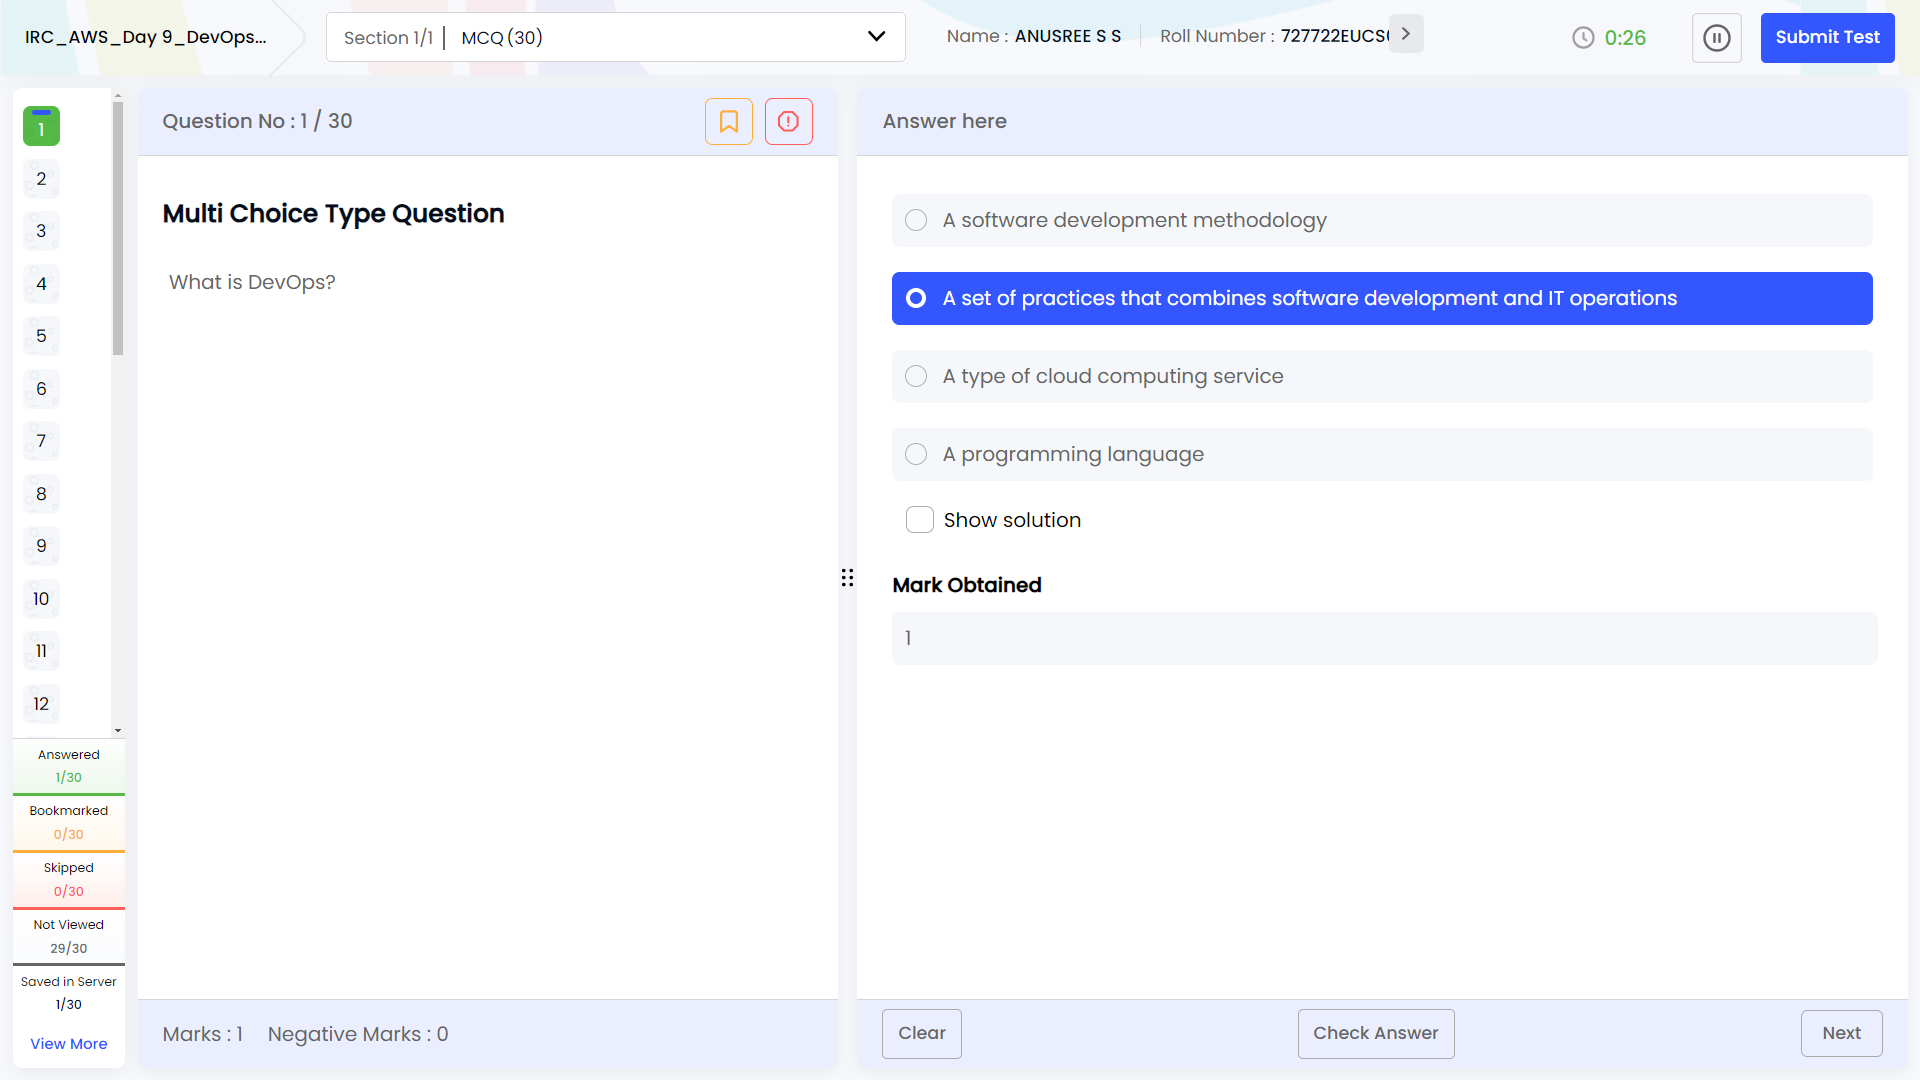 IRC_AWS_Day 9_DevOps...
Section 1/1 | MCQ (30)
Name : ANUSREE S S
Roll Number : 727722EUCS
0:26
Submit Test
1
2
3
4
5
6
7
8
9
10
11
12
Answered
1/30
Bookmarked
0/30
Skipped
0/30
Not Viewed
29/30
Saved in Server
1/30
View More
Question No : 1 / 30
Multi Choice Type Question
What is DevOps?
Marks : 1 Negative Marks : 0
Answer here
A software development methodology
A set of practices that combines software development and IT operations
A type of cloud computing service
A programming language
Show solution
Mark Obtained
1
Clear
Check Answer
Next